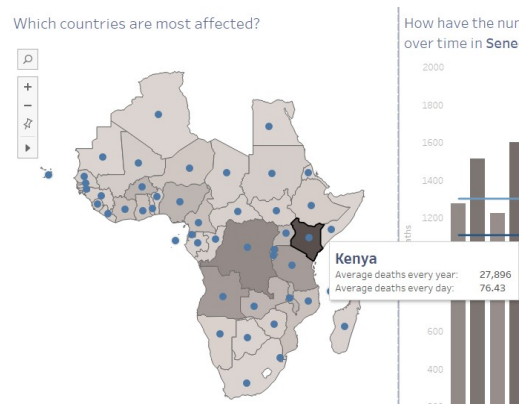 Which countries are most affected?
How have the nur
over time in Sene
2000
1800
1600
1400
1200
Kenya
Average deaths every year: 27,896
Average deaths every day: 76.43
600
400